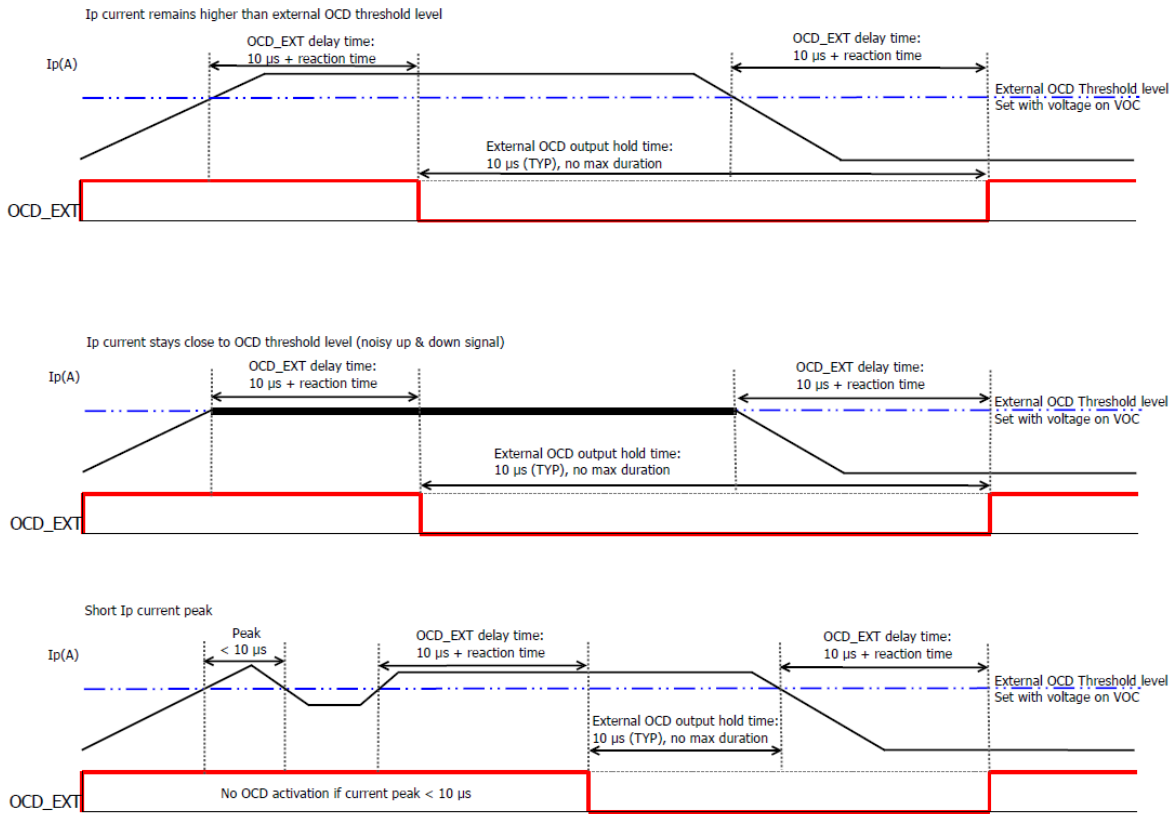 Ip current remains higher than external OCD threshold level
OCD_EXT delay time:
10 µs + reaction time
OCD_EXT delay time:
10 µs + reaction time
Ip(A)
External OCD Threshold level
Set with voltage on VOC
External OCD output hold time:
10 µs (TYP), no max duration
OCD_EXT
Ip current stays close to OCD threshold level (noisy up & down signal)
OCD_EXT delay time:
10 µs + reaction time
OCD_EXT delay time:
10 µs + reaction time
Ip(A)
External OCD Threshold level
Set with voltage on VOC
External OCD output hold time:
10 µs (TYP), no max duration
OCD_EXT
Short Ip current peak
Peak
< 10 µs
OCD_EXT delay time:
10 µs + reaction time
OCD_EXT delay time:
10 µs + reaction time
Ip(A)
External OCD Threshold level
Set with voltage on VOC
External OCD output hold time:
10 µs (TYP), no max duration
No OCD activation if current peak < 10 µs
OCD_EXT